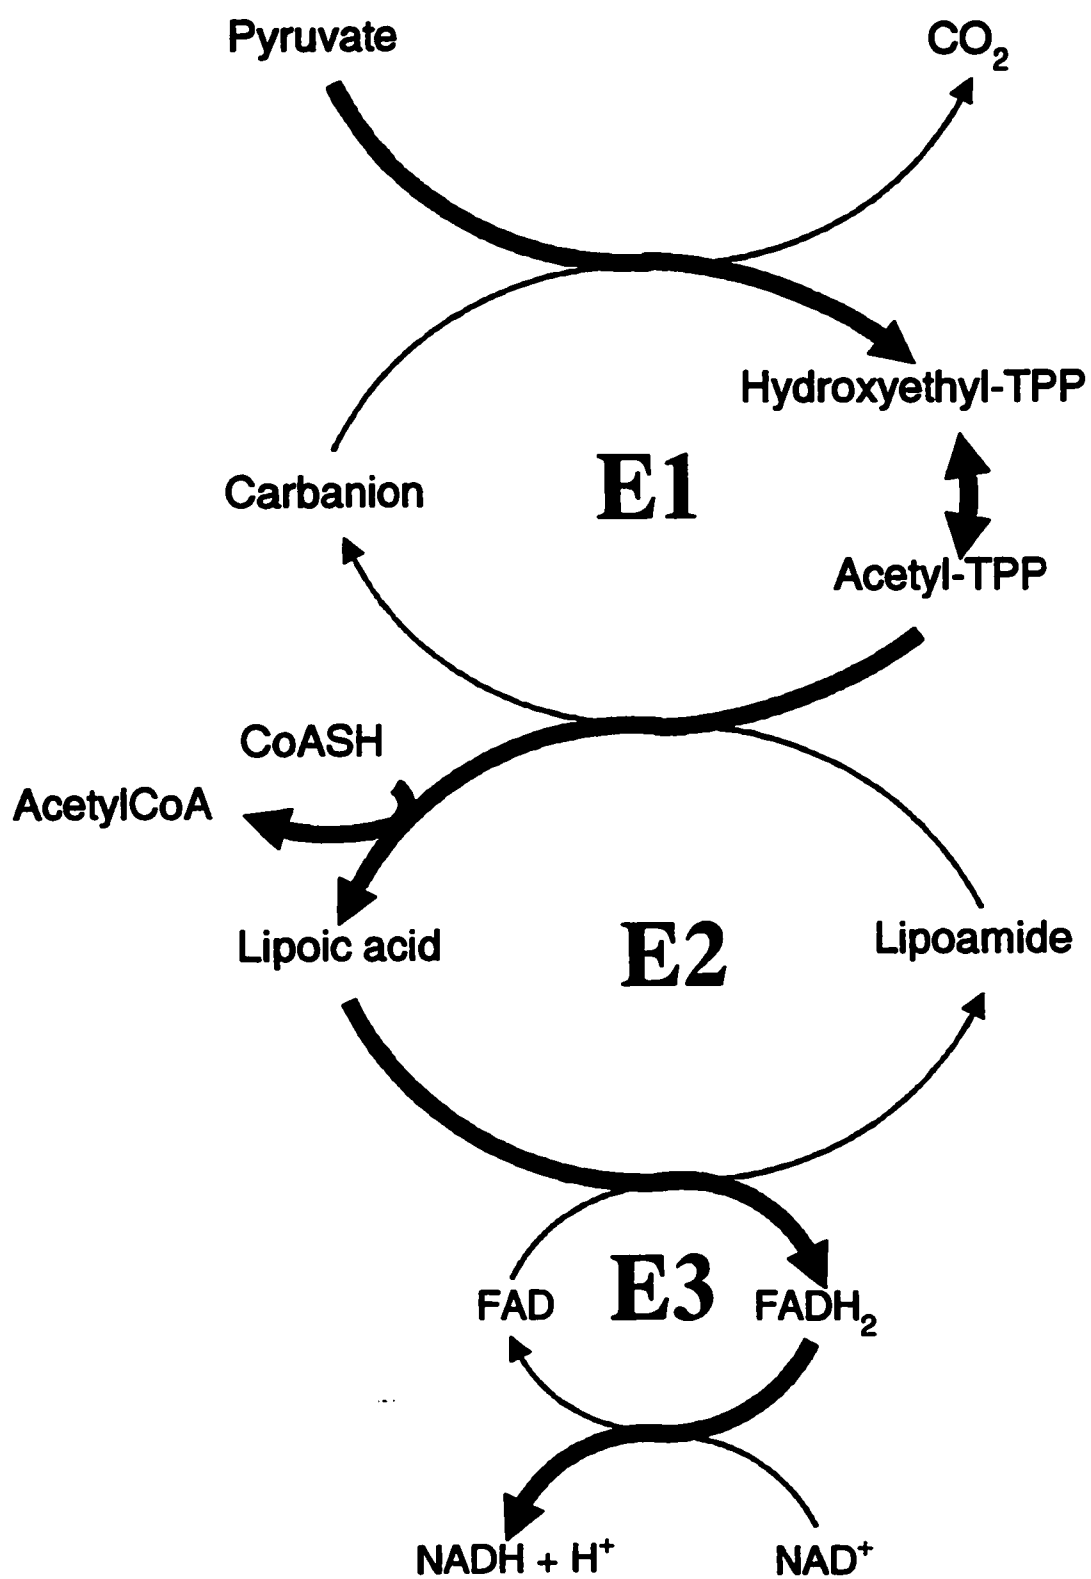 Pyruvate
CO₂
Hydroxyethyl-TPP
Carbanion
E1
Acetyl-TPP
CoASH
AcetylCoA
Lipoic acid
E2
Lipoamide
FAD
E3
FADH₂
NADH + H⁺
NAD⁺